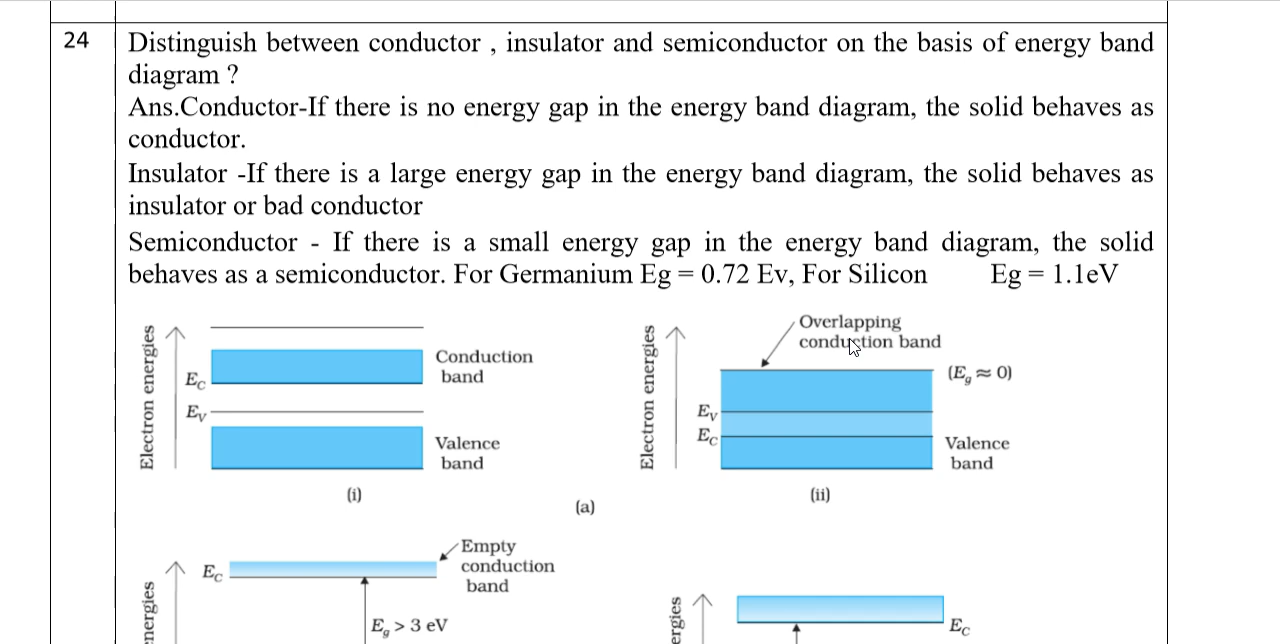 24
Distinguish between conductor , insulator and semiconductor on the basis of energy band
diagram ?
Ans.Conductor-If there is no energy gap in the energy band diagram, the solid behaves as
conductor.
Insulator -If there is a large energy gap in the energy band diagram, the solid behaves as
insulator or bad conductor
Semiconductor - If there is a small energy gap in the energy band diagram, the solid
behaves as a semiconductor. For Germanium Eg = 0.72 Ev, For Silicon Eg = 1.1eV
Electron energies
Conduction
band
E_C
E_V
Valence
band
(i)
Electron energies
Overlapping
conduction band
(E_g ≈ 0)
E_V
E_C
Valence
band
(ii)
(a)
E_C
Empty
conduction
band
E_g > 3 eV
E_C